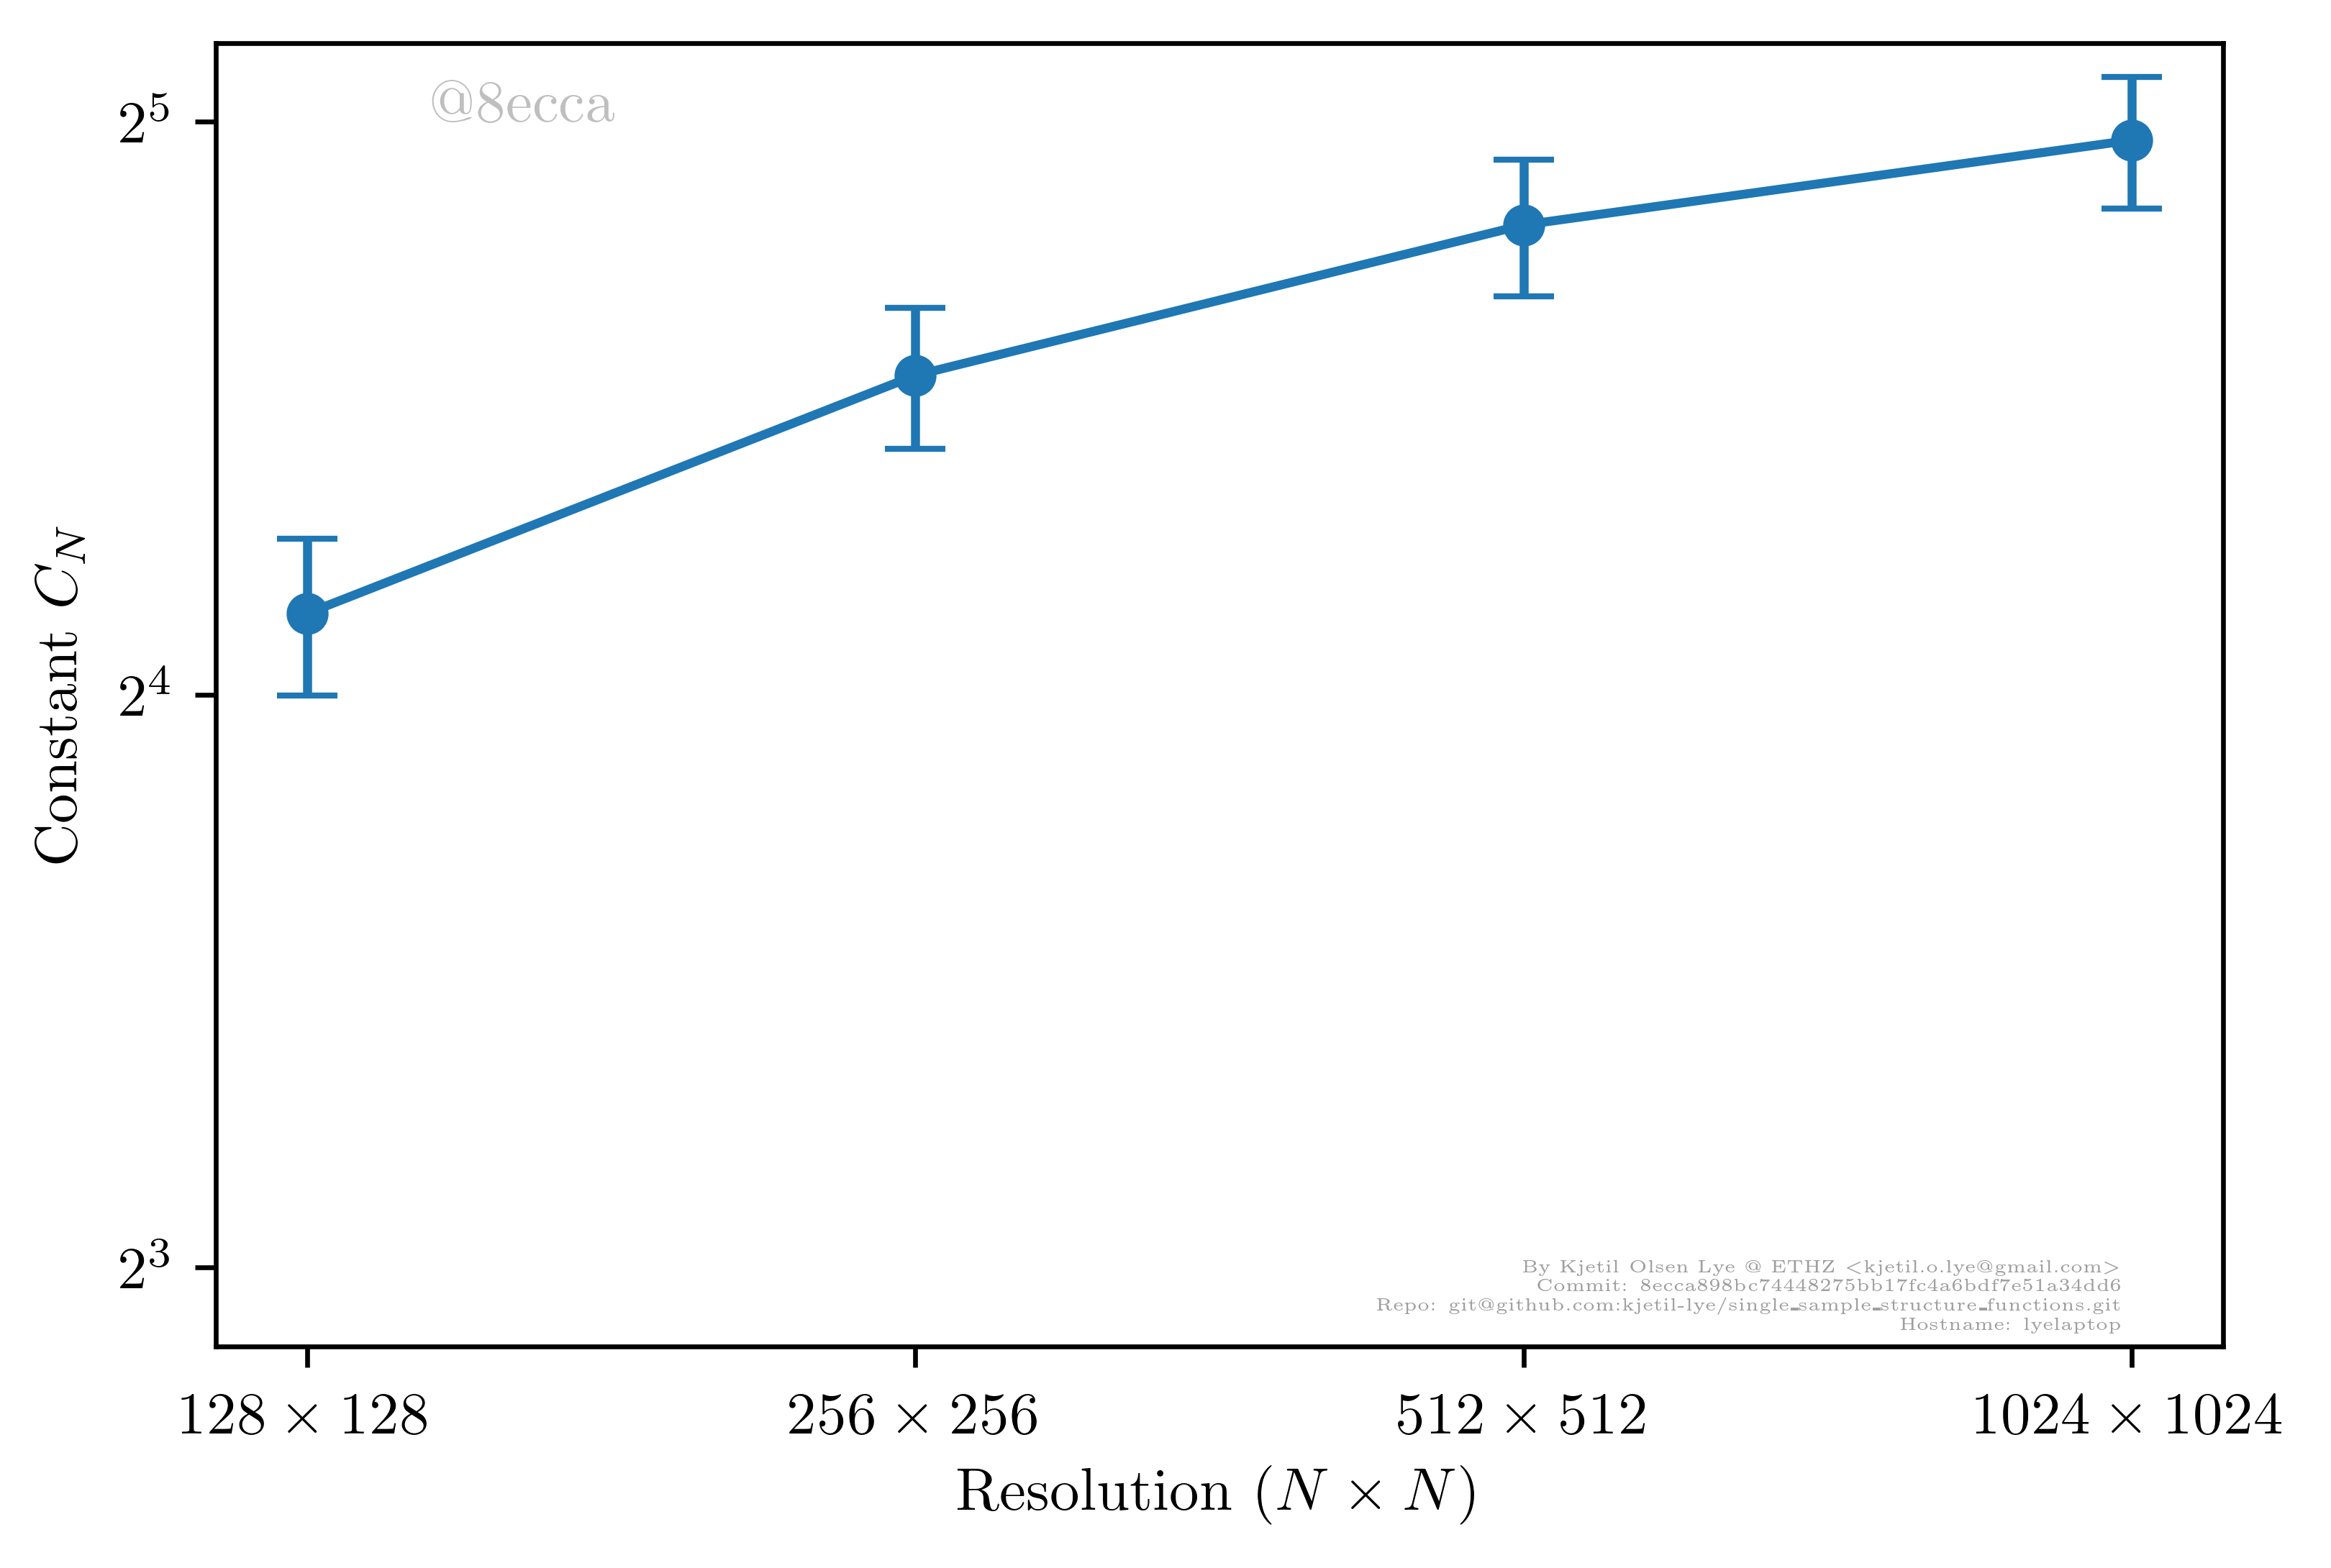 @8ecca
2^5
2^4
2^3
Constant C_N
By Kjetil Olsen Lye @ ETHZ <kjetil.o.lye@gmail.com>
Commit: 8ecca898bc74448275bb17fc4a6bdf7e51a34dd6
Repo: git@github.com:kjetil-lye/single_sample_structure_functions.git
Hostname: lyelaptop
128 × 128 256 × 256 512 × 512 1024 × 1024
Resolution (N × N)